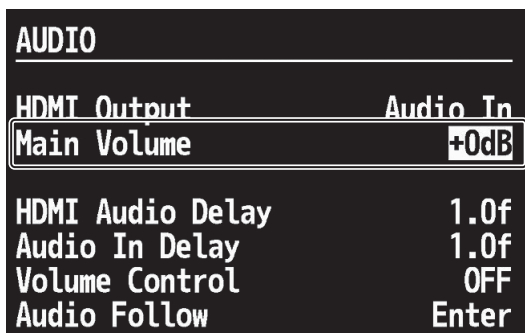 AUDIO
HDMI Output Audio In
Main Volume +0dB
HDMI Audio Delay 1.0f
Audio In Delay 1.0f
Volume Control OFF
Audio Follow Enter